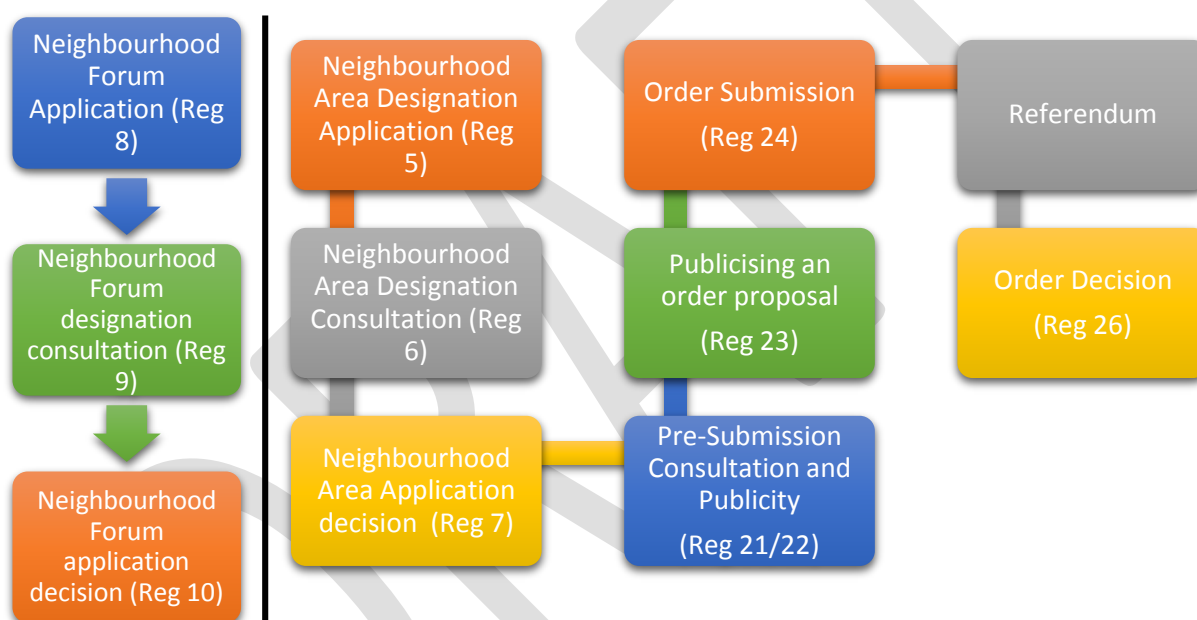 Neighbourhood
Forum
Application (Reg
8)
Neighbourhood
Forum
designation
consultation (Reg
9)
Neighbourhood
Forum
application
decision (Reg 10)
Neighbourhood
Area Designation
Application (Reg
5)
Neighbourhood
Area Designation
Consultation (Reg
6)
Neighbourhood
Area Application
decision (Reg 7)
Pre-Submission
Consultation and
Publicity
(Reg 21/22)
Publicising an
order proposal
(Reg 23)
Order Submission
(Reg 24)
Referendum
Order Decision
(Reg 26)